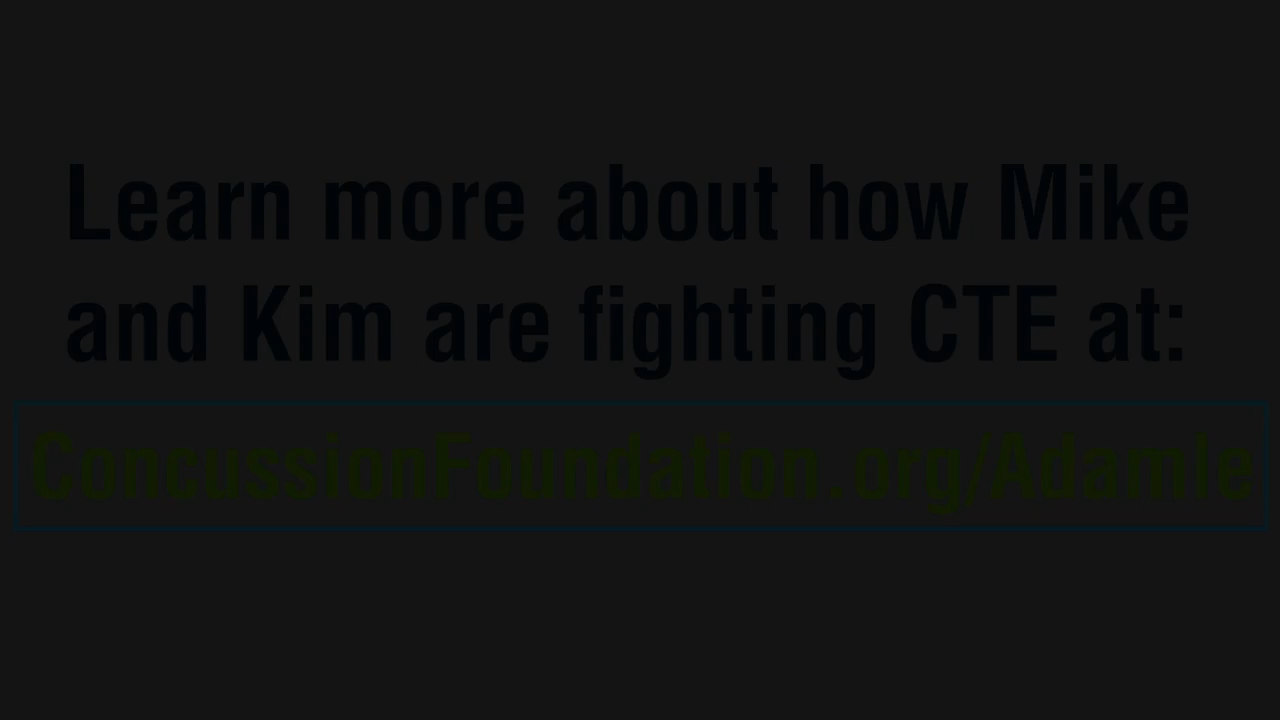 Learn more about how Mike
and Kim are fighting CTE at:
ConcussionFoundation.org/Adamle